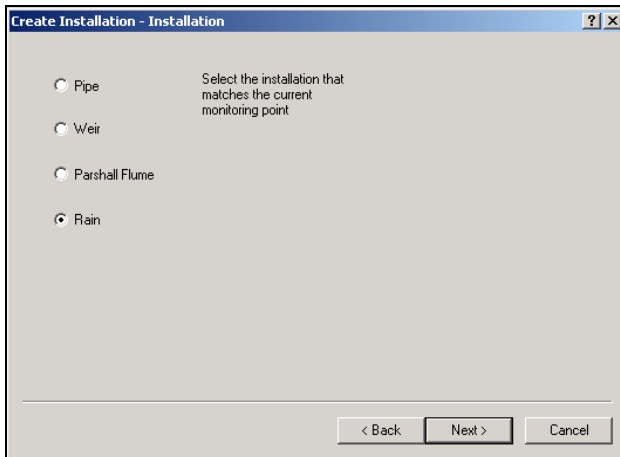 Create Installation - Installation
Pipe
Select the installation that
matches the current
monitoring point
Weir
Parshall Flume
Rain
< Back
Next >
Cancel